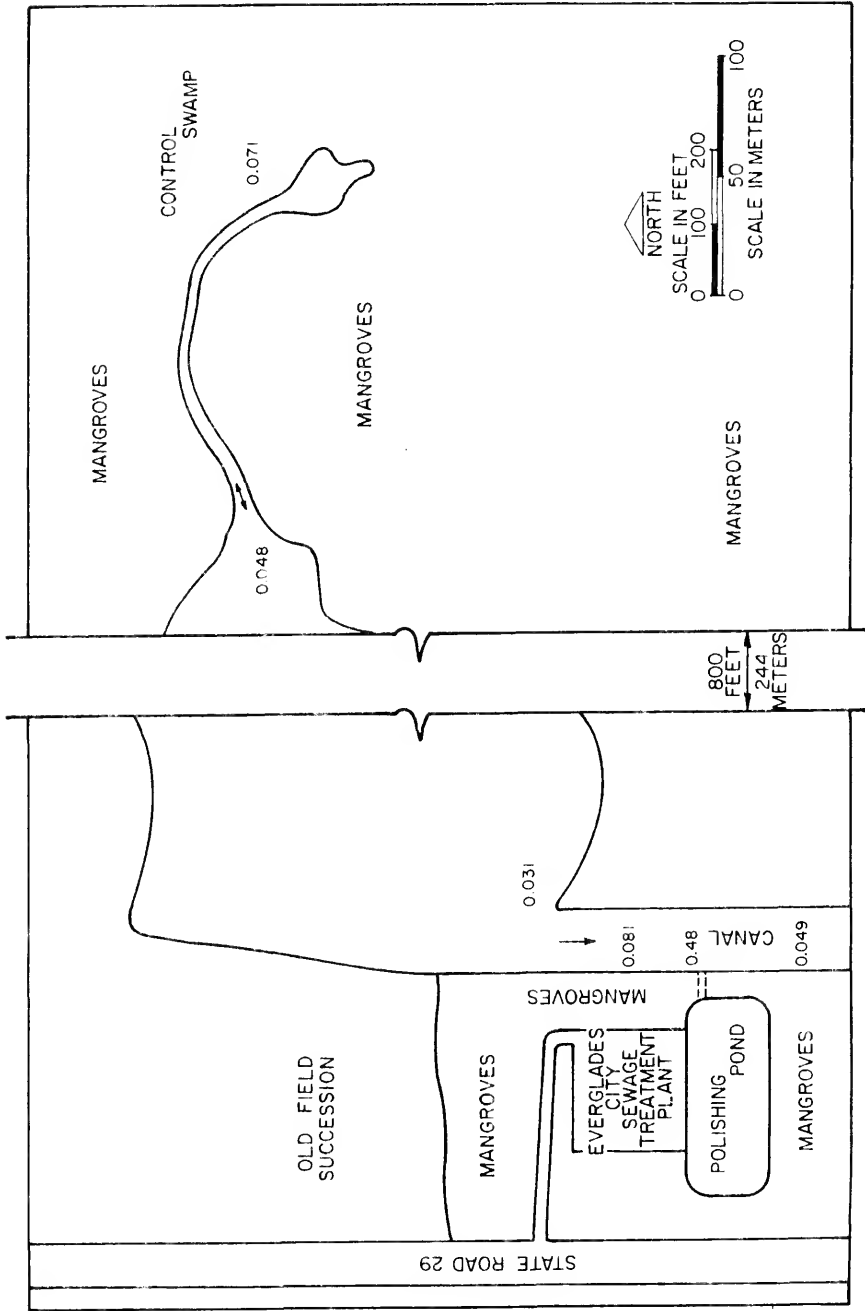 STATE ROAD 29
OLD FIELD
SUCCESSION
MANGROVES
EVERGLADES
CITY
SEWAGE
TREATMENT
PLANT
POLISHING
POND
MANGROVES
MANGROVES
0.031
0.081
0.48
CANAL
0.049
800
FEET
244
METERS
MANGROVES
0.048
MANGROVES
CONTROL
SWAMP
0.071
MANGROVES
NORTH
SCALE IN FEET
0 100 200
0 50 100
SCALE IN METERS